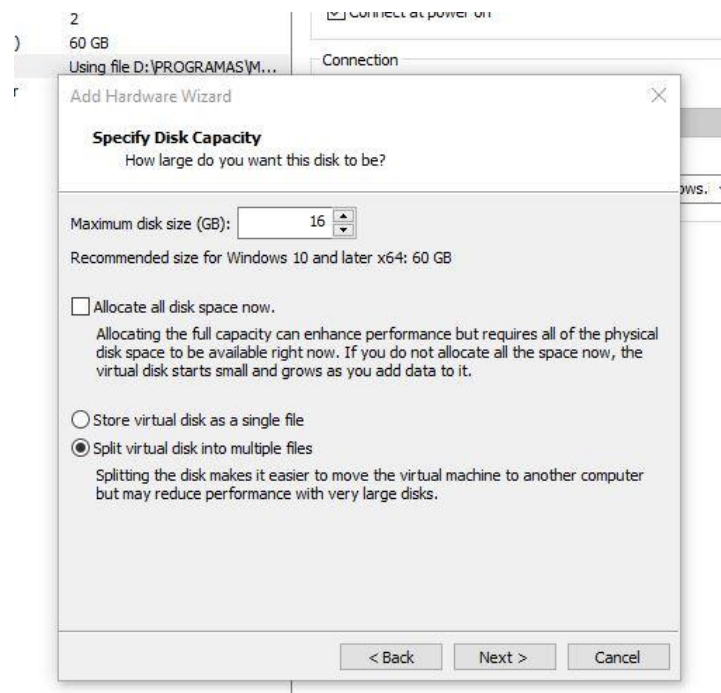 2
Connect at power on
)
60 GB
Using file D:\PROGRAMAS\M...
Connection
r
Add Hardware Wizard
Specify Disk Capacity
How large do you want this disk to be?
ows.
Maximum disk size (GB):
16
Recommended size for Windows 10 and later x64: 60 GB
Allocate all disk space now.
Allocating the full capacity can enhance performance but requires all of the physical
disk space to be available right now. If you do not allocate all the space now, the
virtual disk starts small and grows as you add data to it.
Store virtual disk as a single file
Split virtual disk into multiple files
Splitting the disk makes it easier to move the virtual machine to another computer
but may reduce performance with very large disks.
< Back
Next >
Cancel